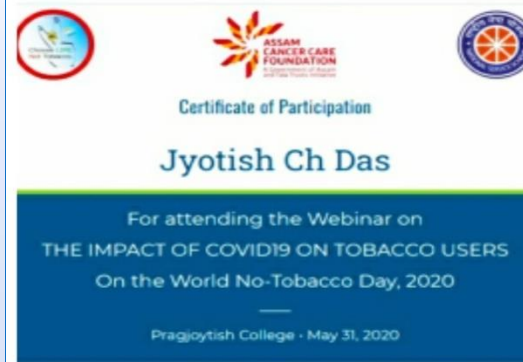 ASSAM
CANCER CARE
FOUNDATION
Certificate of Participation
Jyotish Ch Das
For attending the Webinar on
THE IMPACT OF COVID19 ON TOBACCO USERS
On the World No-Tobacco Day, 2020
Pragjoytish College - May 31, 2020